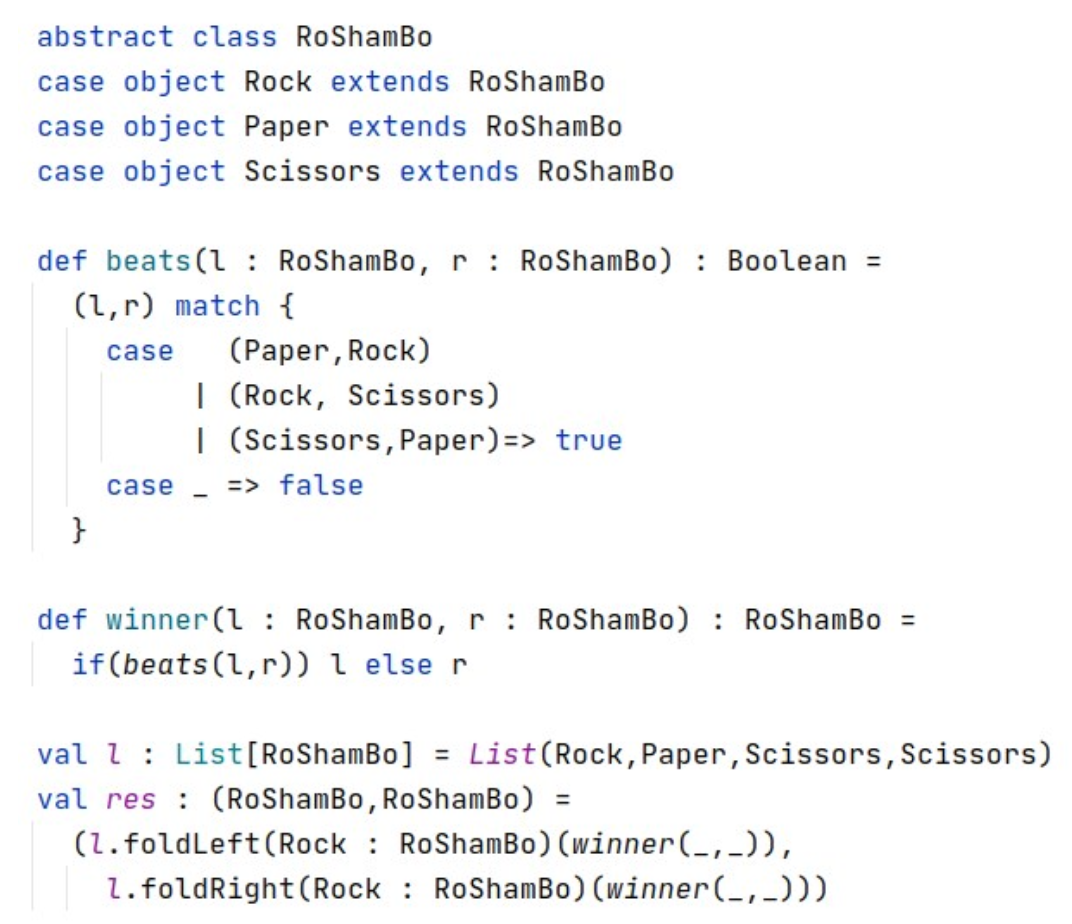 abstract class RoShamBo
case object Rock extends RoShamBo
case object Paper extends RoShamBo
case object Scissors extends RoShamBo

def beats(l : RoShamBo, r : RoShamBo) : Boolean =
  (l,r) match {
    case   (Paper,Rock)
         | (Rock, Scissors)
         | (Scissors,Paper)=> true
    case _ => false
  }

def winner(l : RoShamBo, r : RoShamBo) : RoShamBo =
  if(beats(l,r)) l else r

val l : List[RoShamBo] = List(Rock,Paper,Scissors,Scissors)
val res : (RoShamBo,RoShamBo) =
  (l.foldLeft(Rock : RoShamBo)(winner(_,_)),
    l.foldRight(Rock : RoShamBo)(winner(_,_)))